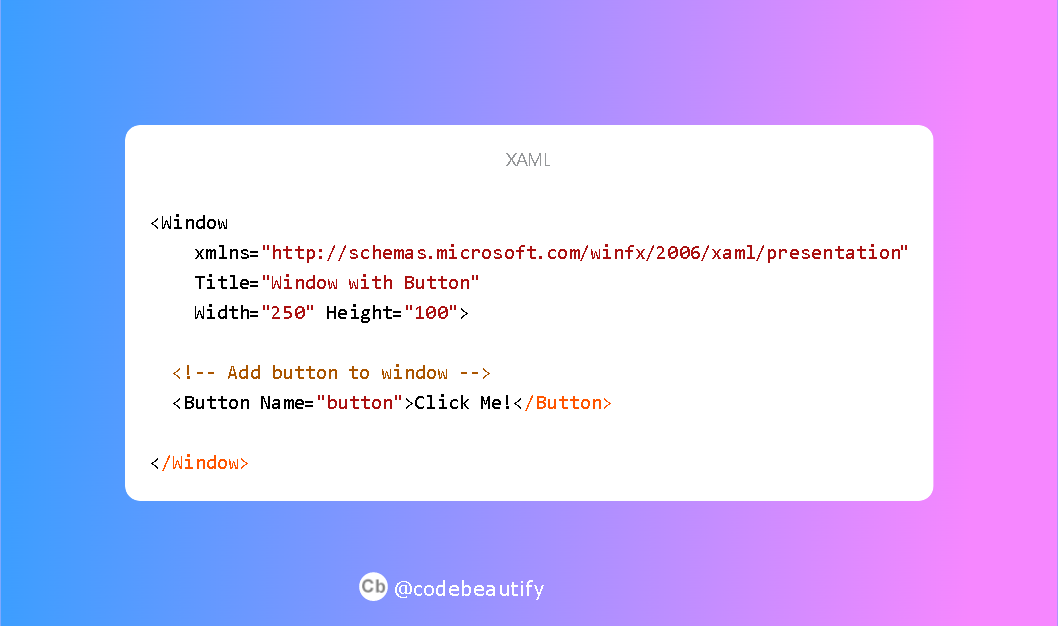 XAML
<Window
xmlns="http://schemas.microsoft.com/winfx/2006/xaml/presentation"
Title="Window with Button"
Width="250" Height="100">
<!-- Add button to window -->
<Button Name="button">Click Me!</Button>
</Window>
Cb @codebeautify